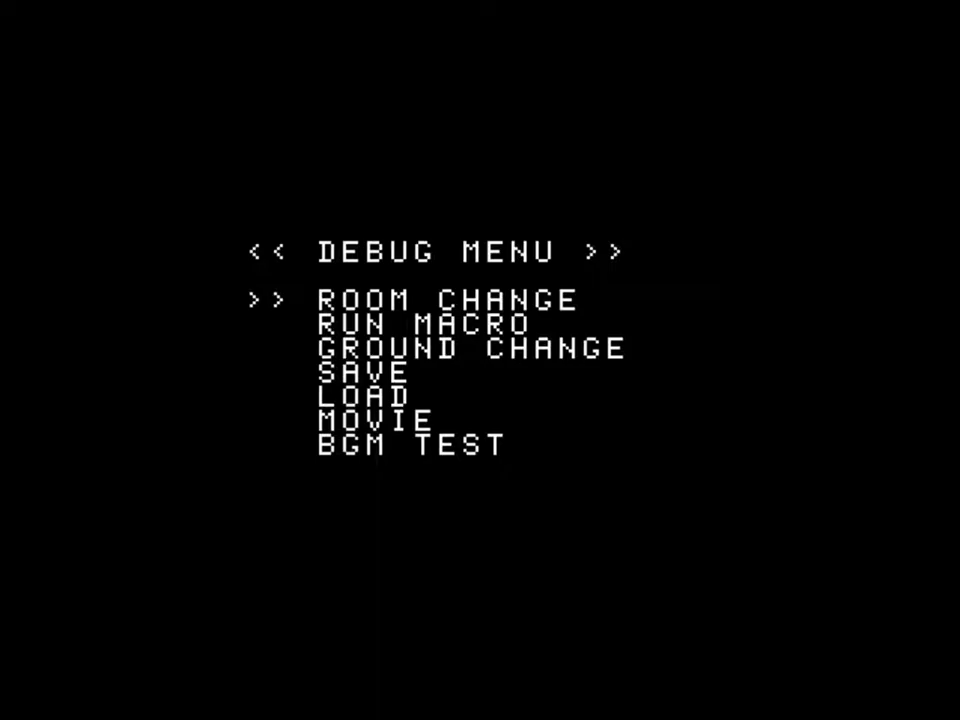 << DEBUG MENU >>
>> ROOM CHANGE
RUN MACRO
GROUND CHANGE
SAVE
LOAD
MOVIE
BGM TEST